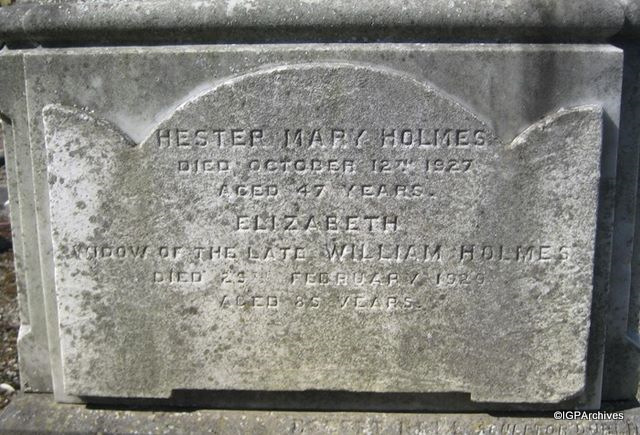 HESTER MARY HOLMES
DIED OCTOBER 12TH 1927
AGED 47 YEARS.
ELIZABETH
WIDOW OF THE LATE WILLIAM HOLMES
DIED FEBRUARY 1929
AGED 85 YEARS.
©IGPArchives